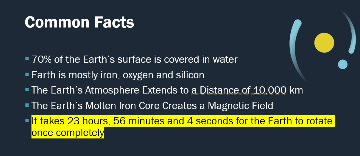 Common Facts
70% of the Earth's surface is covered in water
Earth is mostly iron, oxygen and silicon
The Earth's Atmosphere Extends to a Distance of 10,000 km
The Earth's Molten Iron Core Creates a Magnetic Field
It takes 23 hours, 56 minutes and 4 seconds for the Earth to rotate
once completely